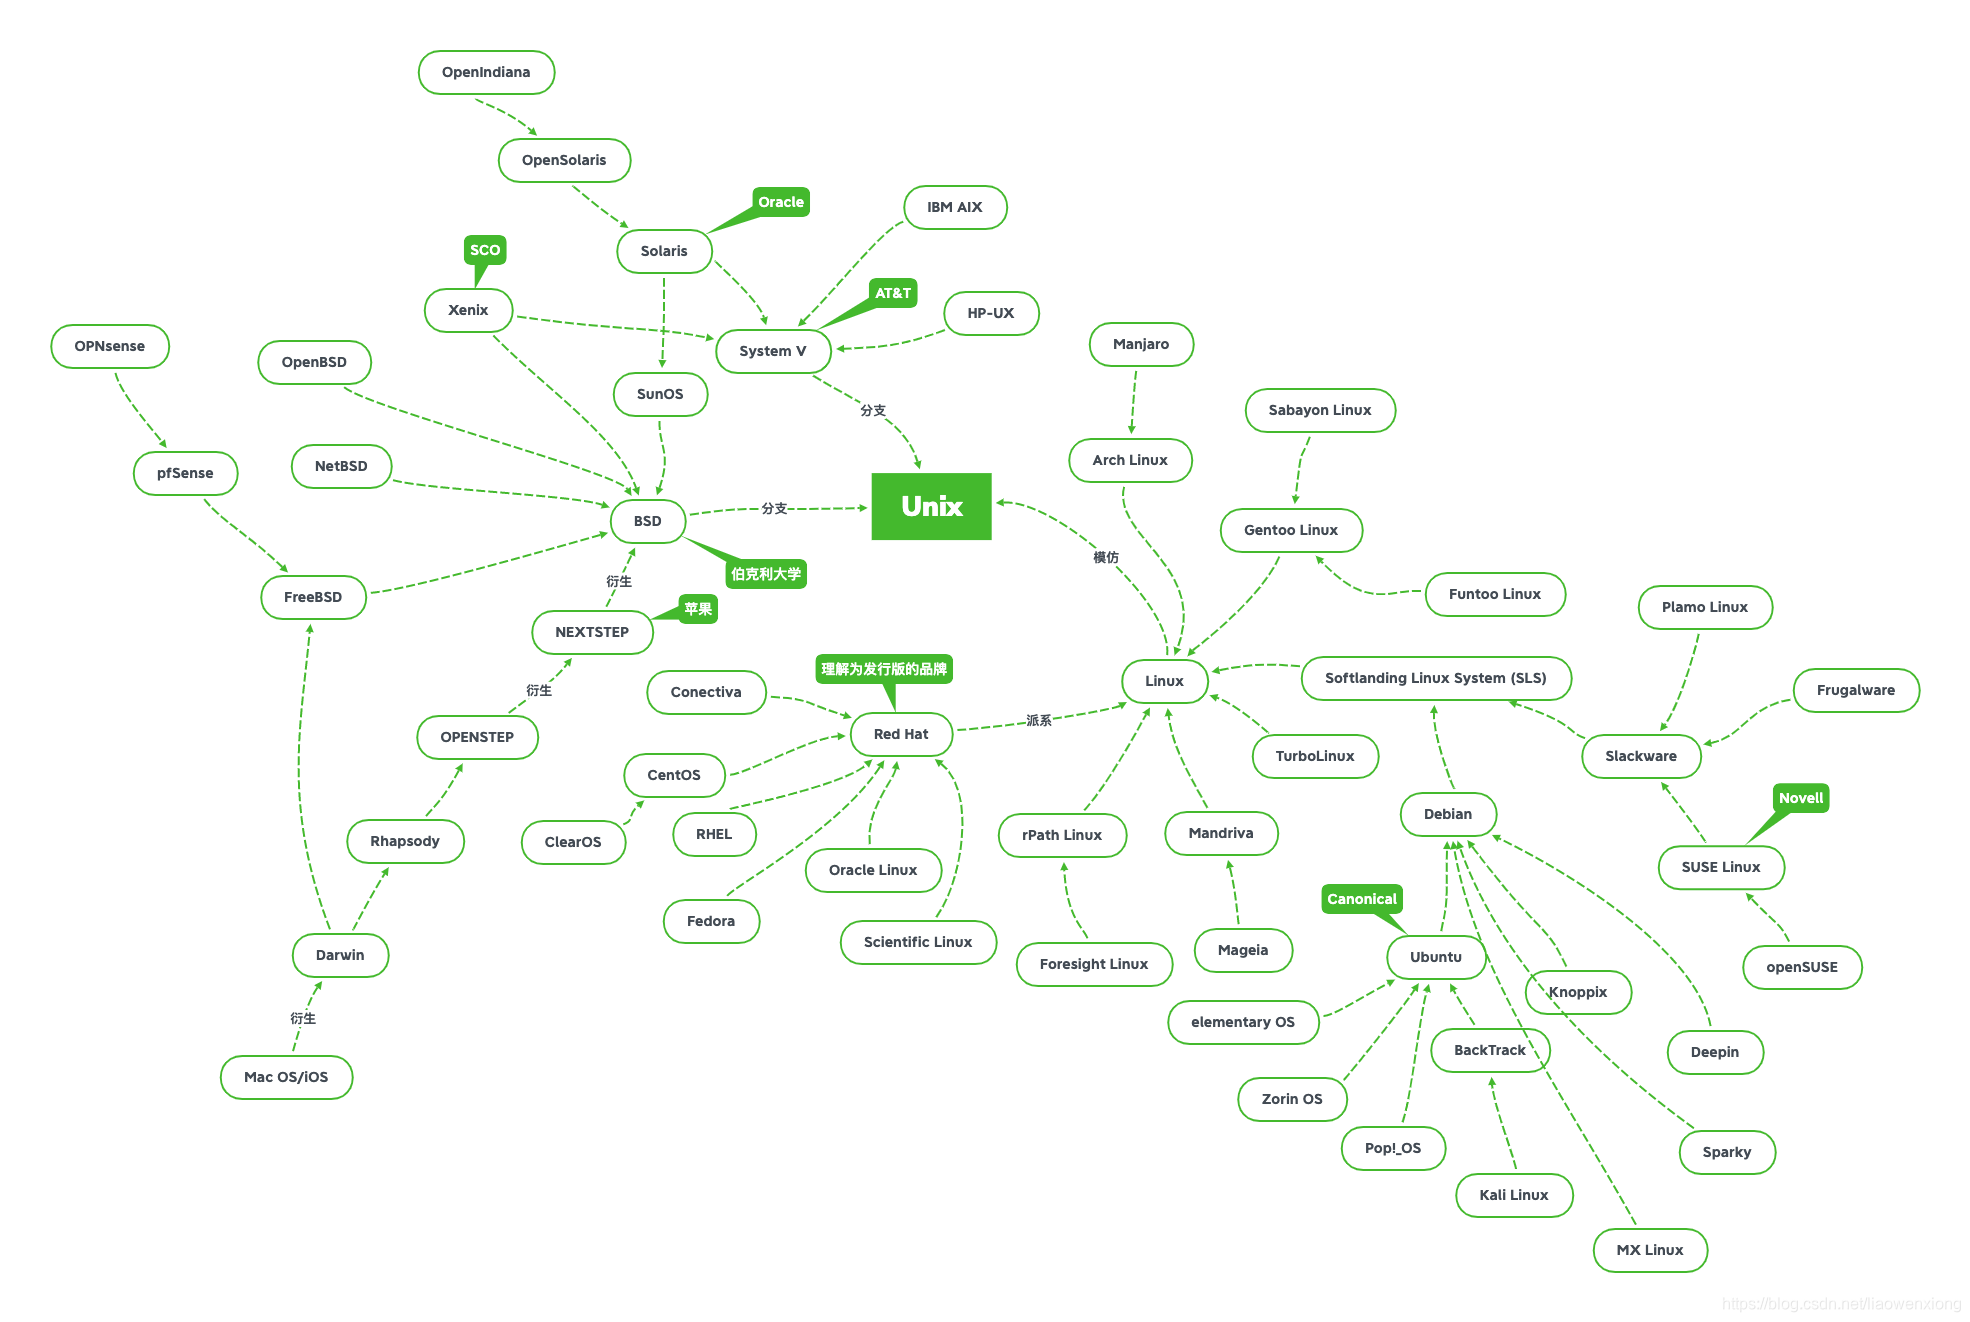 OpenIndiana
OpenSolaris
Oracle
IBM AIX
SCO
Solaris
AT&T
Xenix
HP-UX
OPNsense
OpenBSD
System V
Manjaro
SunOS
分支
Sabayon Linux
NetBSD
pfSense
Arch Linux
BSD
分支
Unix
Gentoo Linux
模仿
伯克利大学
衍生
FreeBSD
苹果
Funtoo Linux
Plamo Linux
NEXTSTEP
理解为发行版的品牌
Linux
Softlanding Linux System (SLS)
Conectiva
衍生
Frugalware
派系
OPENSTEP
Red Hat
TurboLinux
Slackware
CentOS
Novell
Debian
Rhapsody
ClearOS
RHEL
rPath Linux
Mandriva
Oracle Linux
SUSE Linux
Canonical
Fedora
Scientific Linux
Darwin
Foresight Linux
Mageia
Ubuntu
openSUSE
Knoppix
衍生
elementary OS
BackTrack
Deepin
Mac OS/iOS
Zorin OS
Pop!_OS
Sparky
Kali Linux
MX Linux
https://blog.csdn.net/liaowenxiong